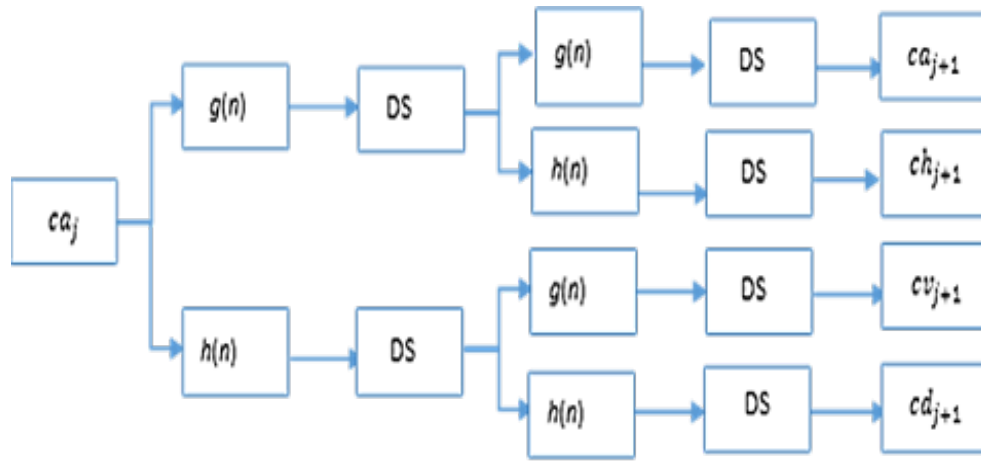 g(n) DS ca_{j+1}
g(n) DS
h(n) DS ch_{j+1}
ca_j
g(n) DS cv_{j+1}
h(n) DS
h(n) DS cd_{j+1}